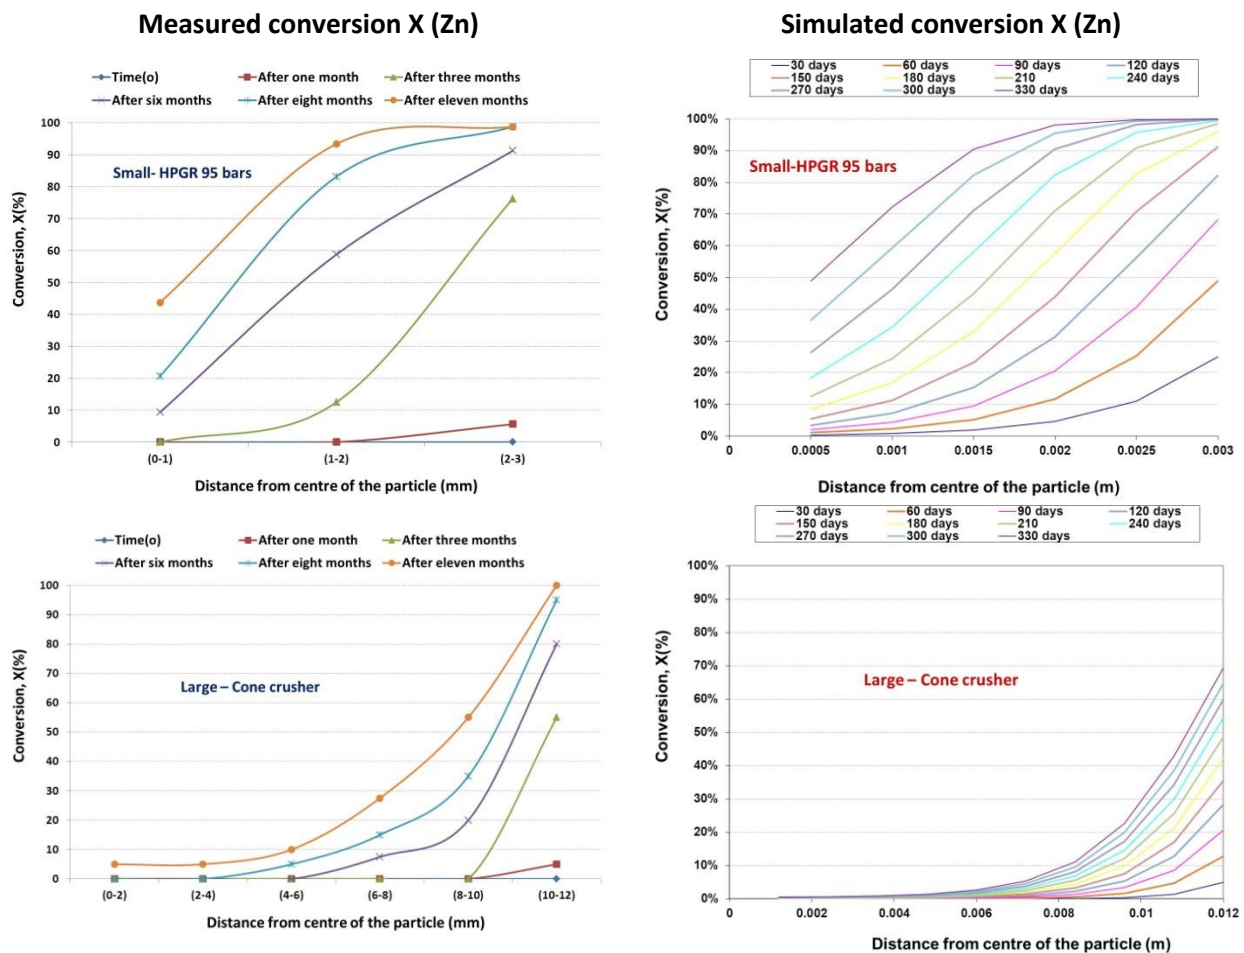 Measured conversion X (Zn)
Simulated conversion X (Zn)
Time(o) After one month After three months
After six months After eight months After eleven months
Conversion, X(%)
100
90
80
70
60
50
40
30
20
10
0
Small- HPGR 95 bars
(0-1) (1-2) (2-3)
Distance from centre of the particle (mm)
30 days 60 days 90 days 120 days
150 days 180 days 210 240 days
270 days 300 days 330 days
Conversion, X(%)
100%
90%
80%
70%
60%
50%
40%
30%
20%
10%
0%
Small-HPGR 95 bars
0 0.0005 0.001 0.0015 0.002 0.0025 0.003
Distance from centre of the particle (m)
Time(o) After one month After three months
After six months After eight months After eleven months
Conversion, X(%)
100
90
80
70
60
50
40
30
20
10
0
Large – Cone crusher
(0-2) (2-4) (4-6) (6-8) (8-10) (10-12)
Distance from centre of the particle (mm)
30 days 60 days 90 days 120 days
150 days 180 days 210 240 days
270 days 300 days 330 days
Conversion, X(%)
100%
90%
80%
70%
60%
50%
40%
30%
20%
10%
0%
Large – Cone crusher
0 0.002 0.004 0.006 0.008 0.01 0.012
Distance from centre of the particle (m)